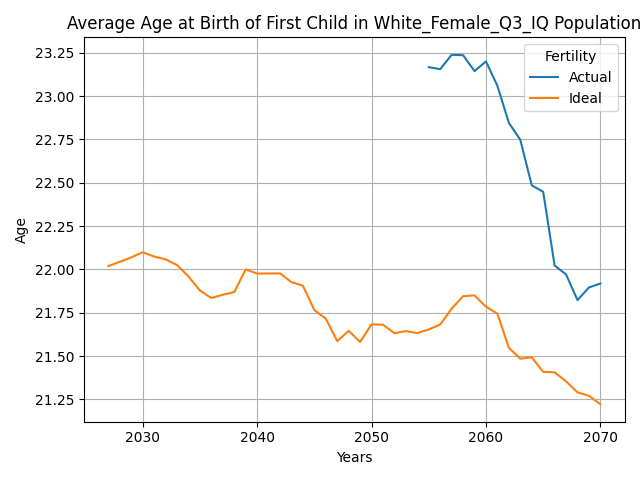 Average Age at Birth of First Child in White_Female_Q3_IQ Population
Fertility
Actual
Ideal
Age
23.25
23.00
22.75
22.50
22.25
22.00
21.75
21.50
21.25
2030 2040 2050 2060 2070
Years